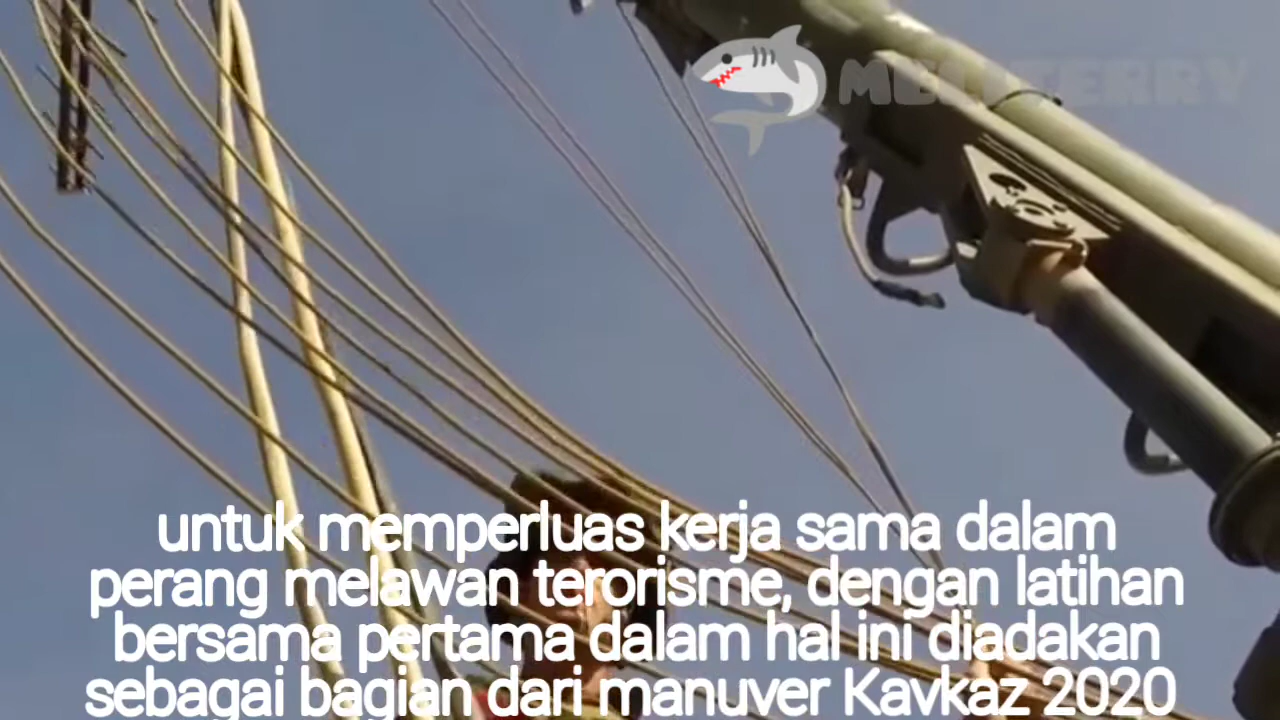 untuk memperluas kerja sama dalam
perang melawan terorisme, dengan latihan
bersama pertama dalam hal ini diadakan
sebagai bagian dari manuver Kavkaz 2020